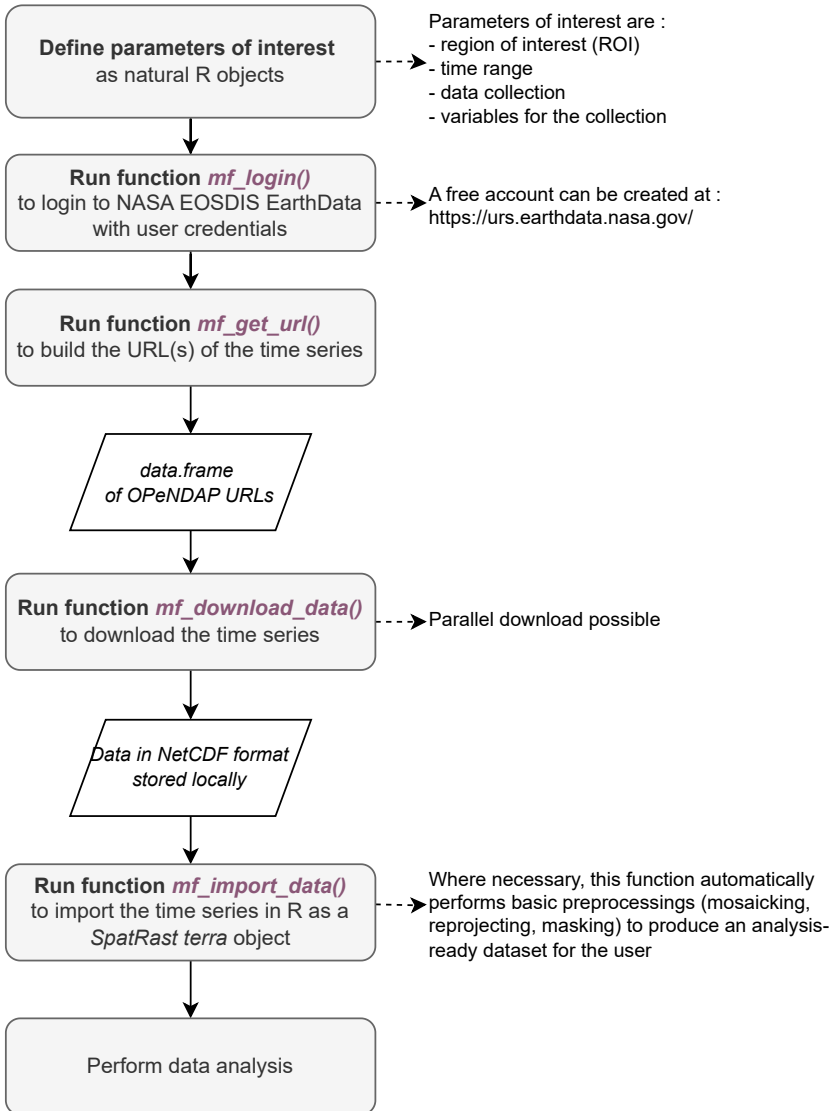 Define parameters of interest
as natural R objects
Parameters of interest are :
- region of interest (ROI)
- time range
- data collection
- variables for the collection
Run function mf_login()
to login to NASA EOSDIS EarthData
with user credentials
A free account can be created at :
https://urs.earthdata.nasa.gov/
Run function mf_get_url()
to build the URL(s) of the time series
data.frame
of OPeNDAP URLs
Run function mf_download_data()
to download the time series
Parallel download possible
Data in NetCDF format
stored locally
Run function mf_import_data()
to import the time series in R as a
SpatRast terra object
Where necessary, this function automatically
performs basic preprocessings (mosaicking,
reprojecting, masking) to produce an analysis-
ready dataset for the user
Perform data analysis